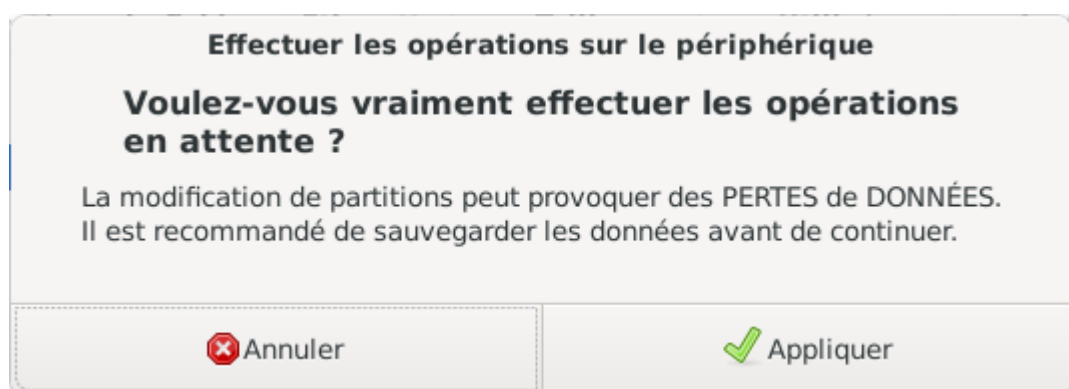 Effectuer les opérations sur le périphérique
Voulez-vous vraiment effectuer les opérations
en attente ?
La modification de partitions peut provoquer des PERTES de DONNÉES.
Il est recommandé de sauvegarder les données avant de continuer.
Annuler
Appliquer